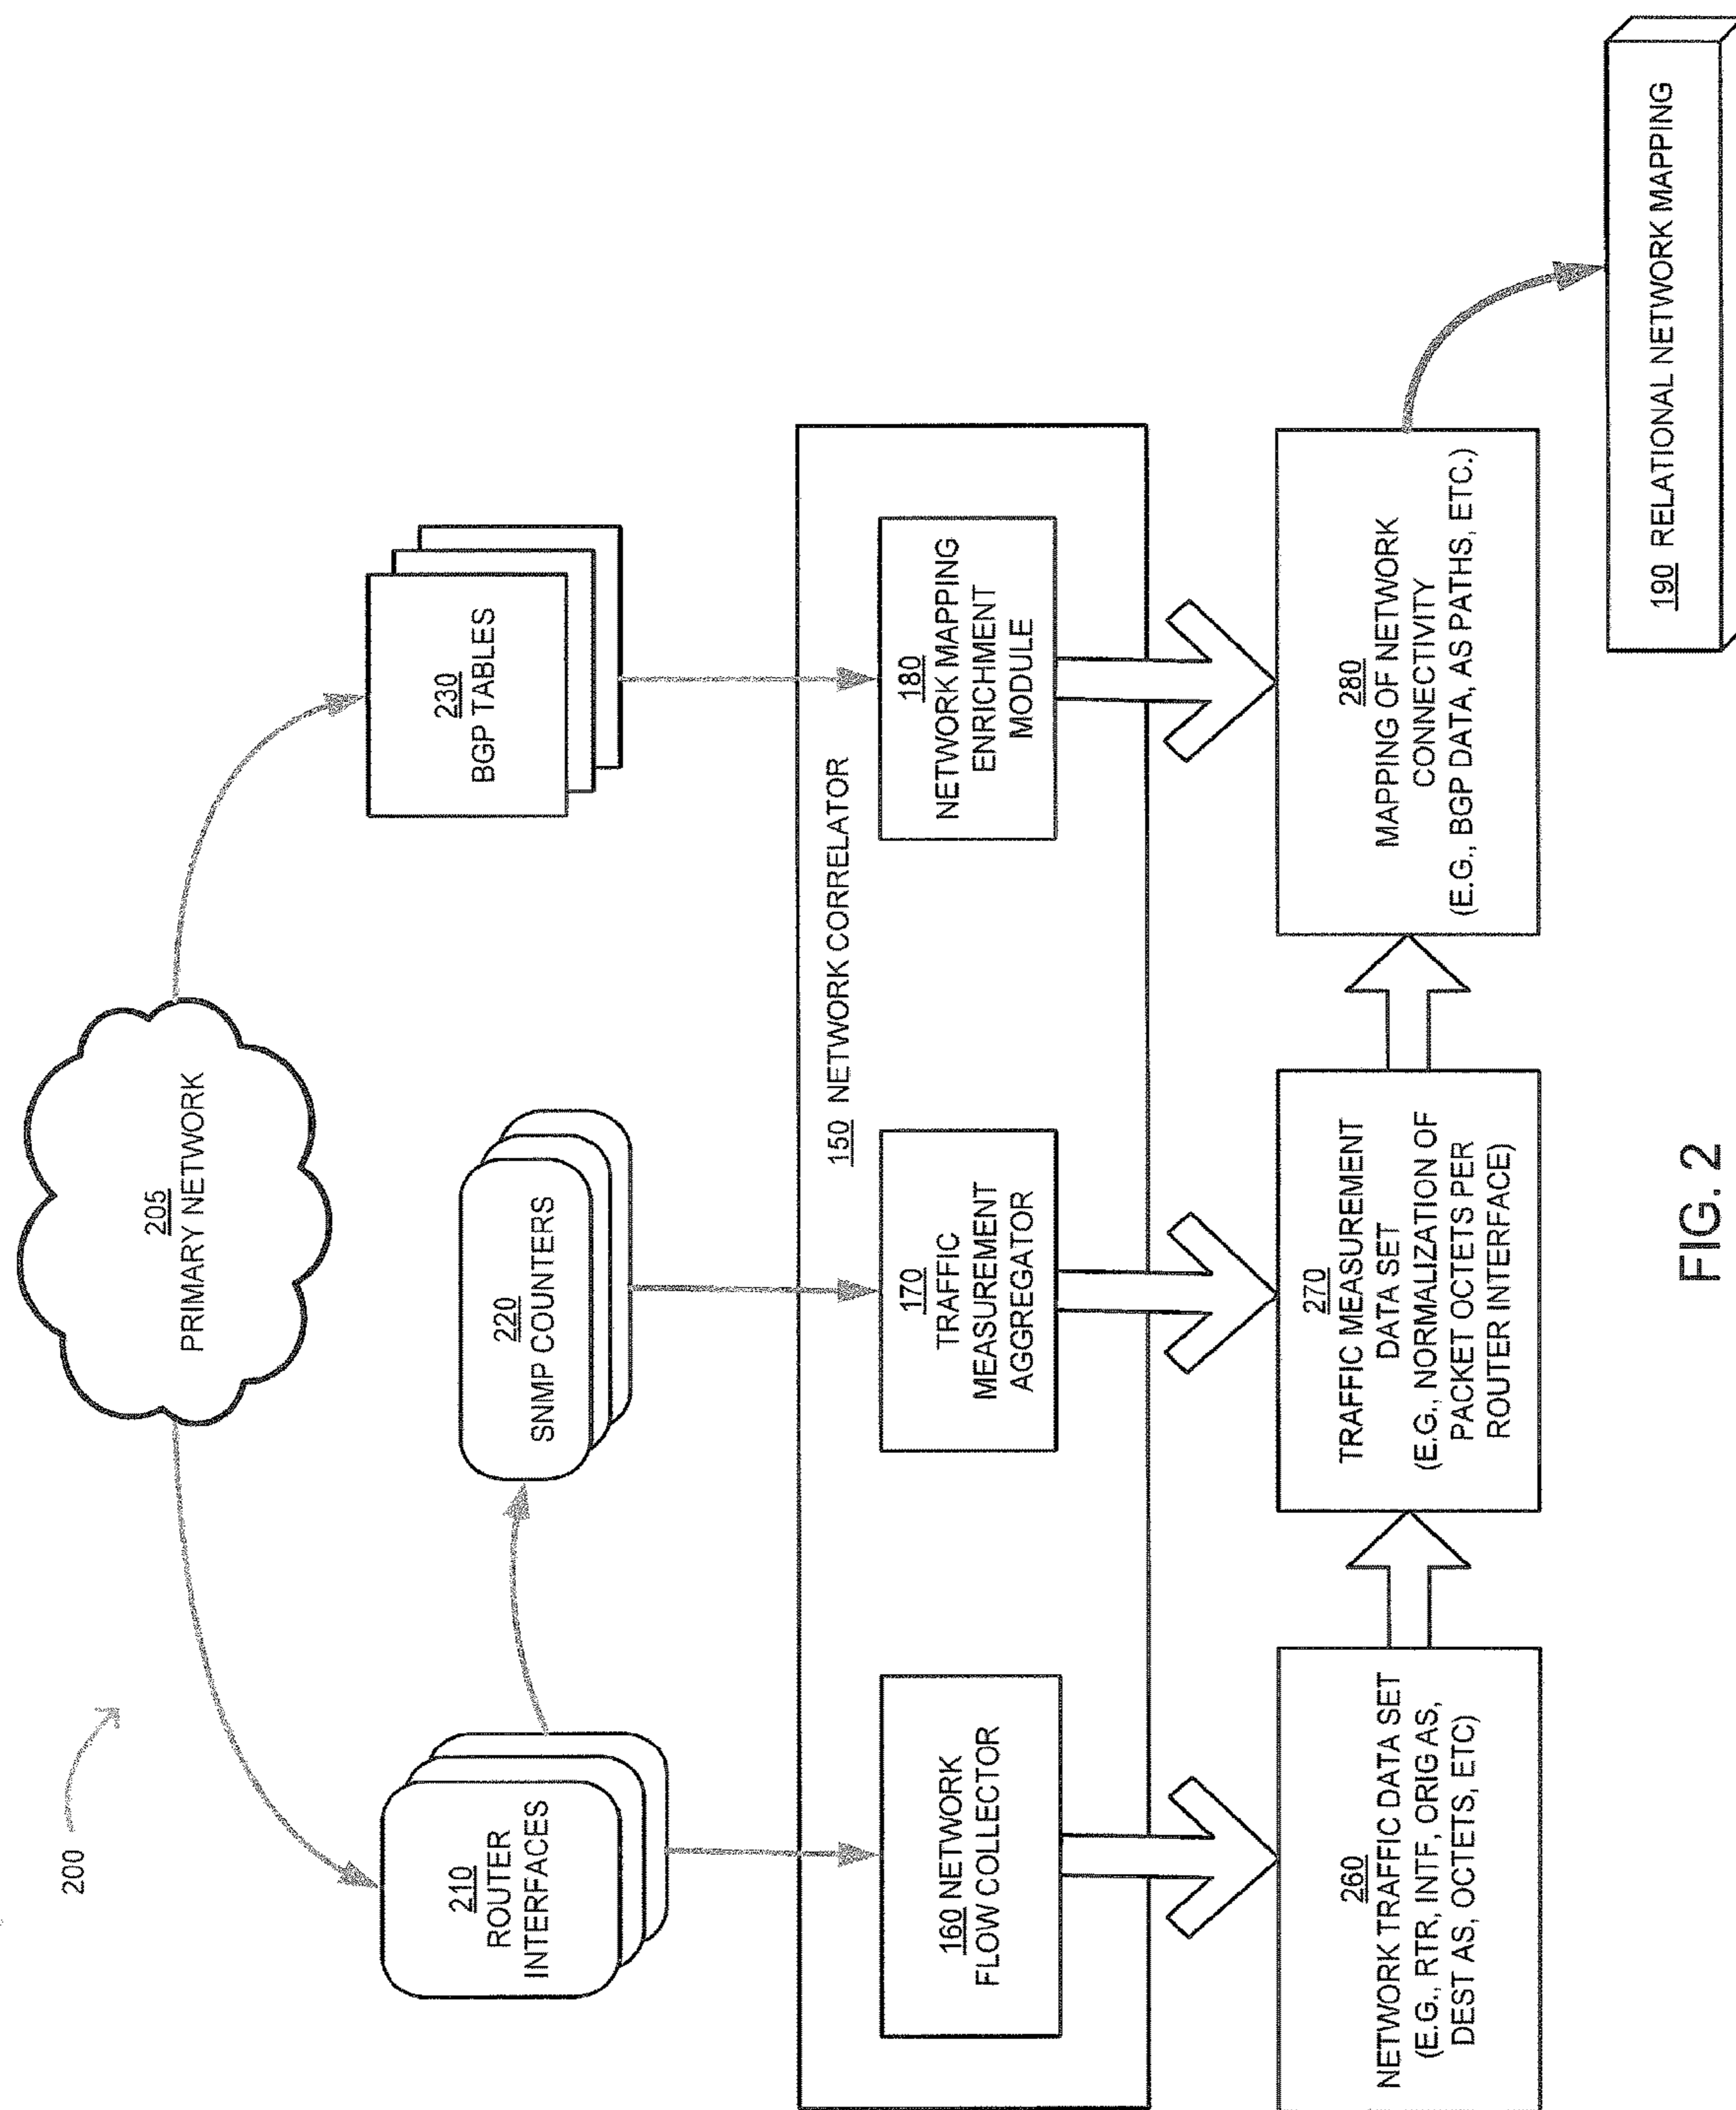 200
205
PRIMARY NETWORK
210
ROUTER
INTERFACES
220
SNMP COUNTERS
230
BGP TABLES
150 NETWORK CORRELATOR
160 NETWORK
FLOW COLLECTOR
170
TRAFFIC
MEASUREMENT
AGGREGATOR
180
NETWORK MAPPING
ENRICHMENT
MODULE
260
NETWORK TRAFFIC DATA SET
(E.G., RTR, INTF, ORIG AS,
DEST AS, OCTETS, ETC)
270
TRAFFIC MEASUREMENT
DATA SET
(E.G., NORMALIZATION OF
PACKET OCTETS PER
ROUTER INTERFACE)
280
MAPPING OF NETWORK
CONNECTIVITY
(E.G., BGP DATA, AS PATHS, ETC.)
190 RELATIONAL NETWORK MAPPING
FIG. 2